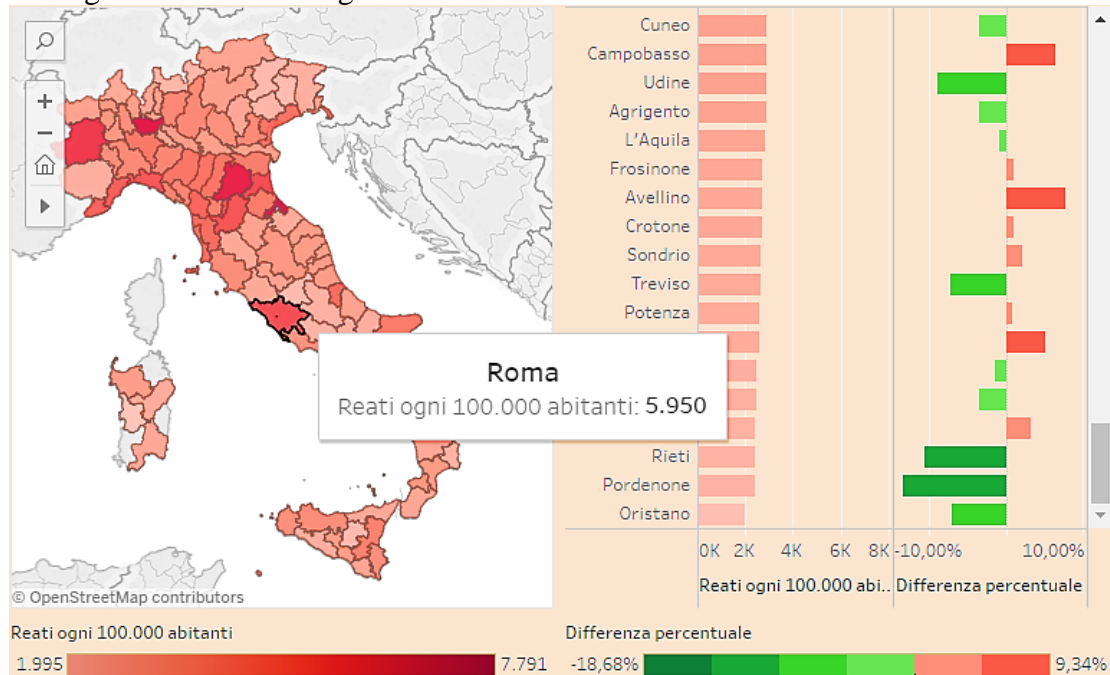 Cuneo
Campobasso
Udine
Agrigento
L'Aquila
Frosinone
Avellino
Crotone
Sondrio
Treviso
Potenza
Roma
Reati ogni 100.000 abitanti: 5.950
Rieti
Pordenone
Oristano
0K 2K 4K 6K 8K -10,00% 10,00%
Reati ogni 100.000 abi.. Differenza percentuale
© OpenStreetMap contributors
Reati ogni 100.000 abitanti
1.995 7.791
Differenza percentuale
-18,68% 9,34%